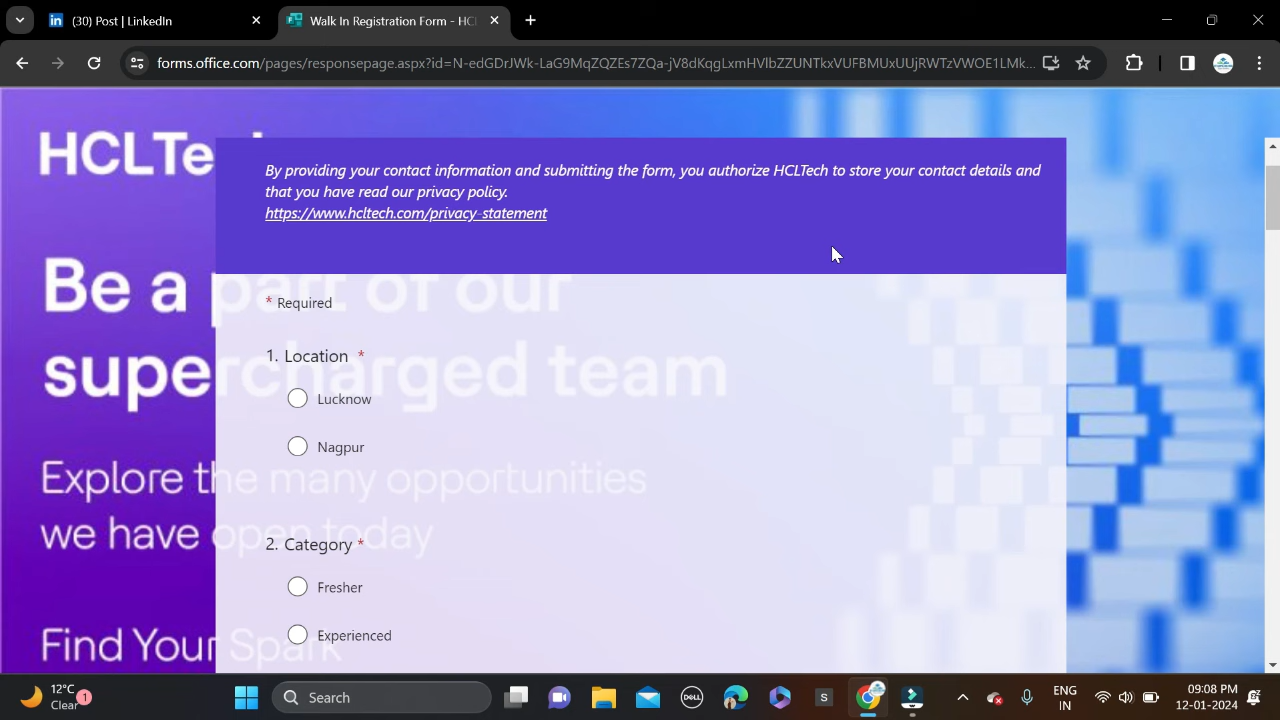 (30) Post | LinkedIn
Walk In Registration Form - HCL
forms.office.com/pages/responsepage.aspx?id=N-edGDrJWk-LaG9MqZQZEs7ZQa-jV8dKqgLxmHVlbZZUNTkxVUFBMUxUUjRWTzVWOE1LMk...
HCLTech
By providing your contact information and submitting the form, you authorize HCLTech to store your contact details and
that you have read our privacy policy.
https://www.hcltech.com/privacy-statement
Be a part of our
supercharged team
* Required
1. Location *
Lucknow
Nagpur
Explore the many opportunities
we have open today
2. Category *
Fresher
Experienced
Find Your Spark
12°C
Clear
1
Search
DELL
S
ENG
IN
09:08 PM
12-01-2024